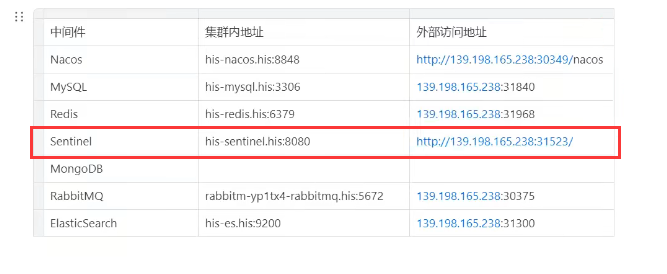 中间件 集群内地址 外部访问地址
Nacos his-nacos.his:8848 http://139.198.165.238:30349/nacos
MySQL his-mysql.his:3306 139.198.165.238:31840
Redis his-redis.his:6379 139.198.165.238:31968
Sentinel his-sentinel.his:8080 http://139.198.165.238:31523/
MongoDB
RabbitMQ rabbitm-yp1tx4-rabbitmq.his:5672 139.198.165.238:30375
ElasticSearch his-es.his:9200 139.198.165.238:31300